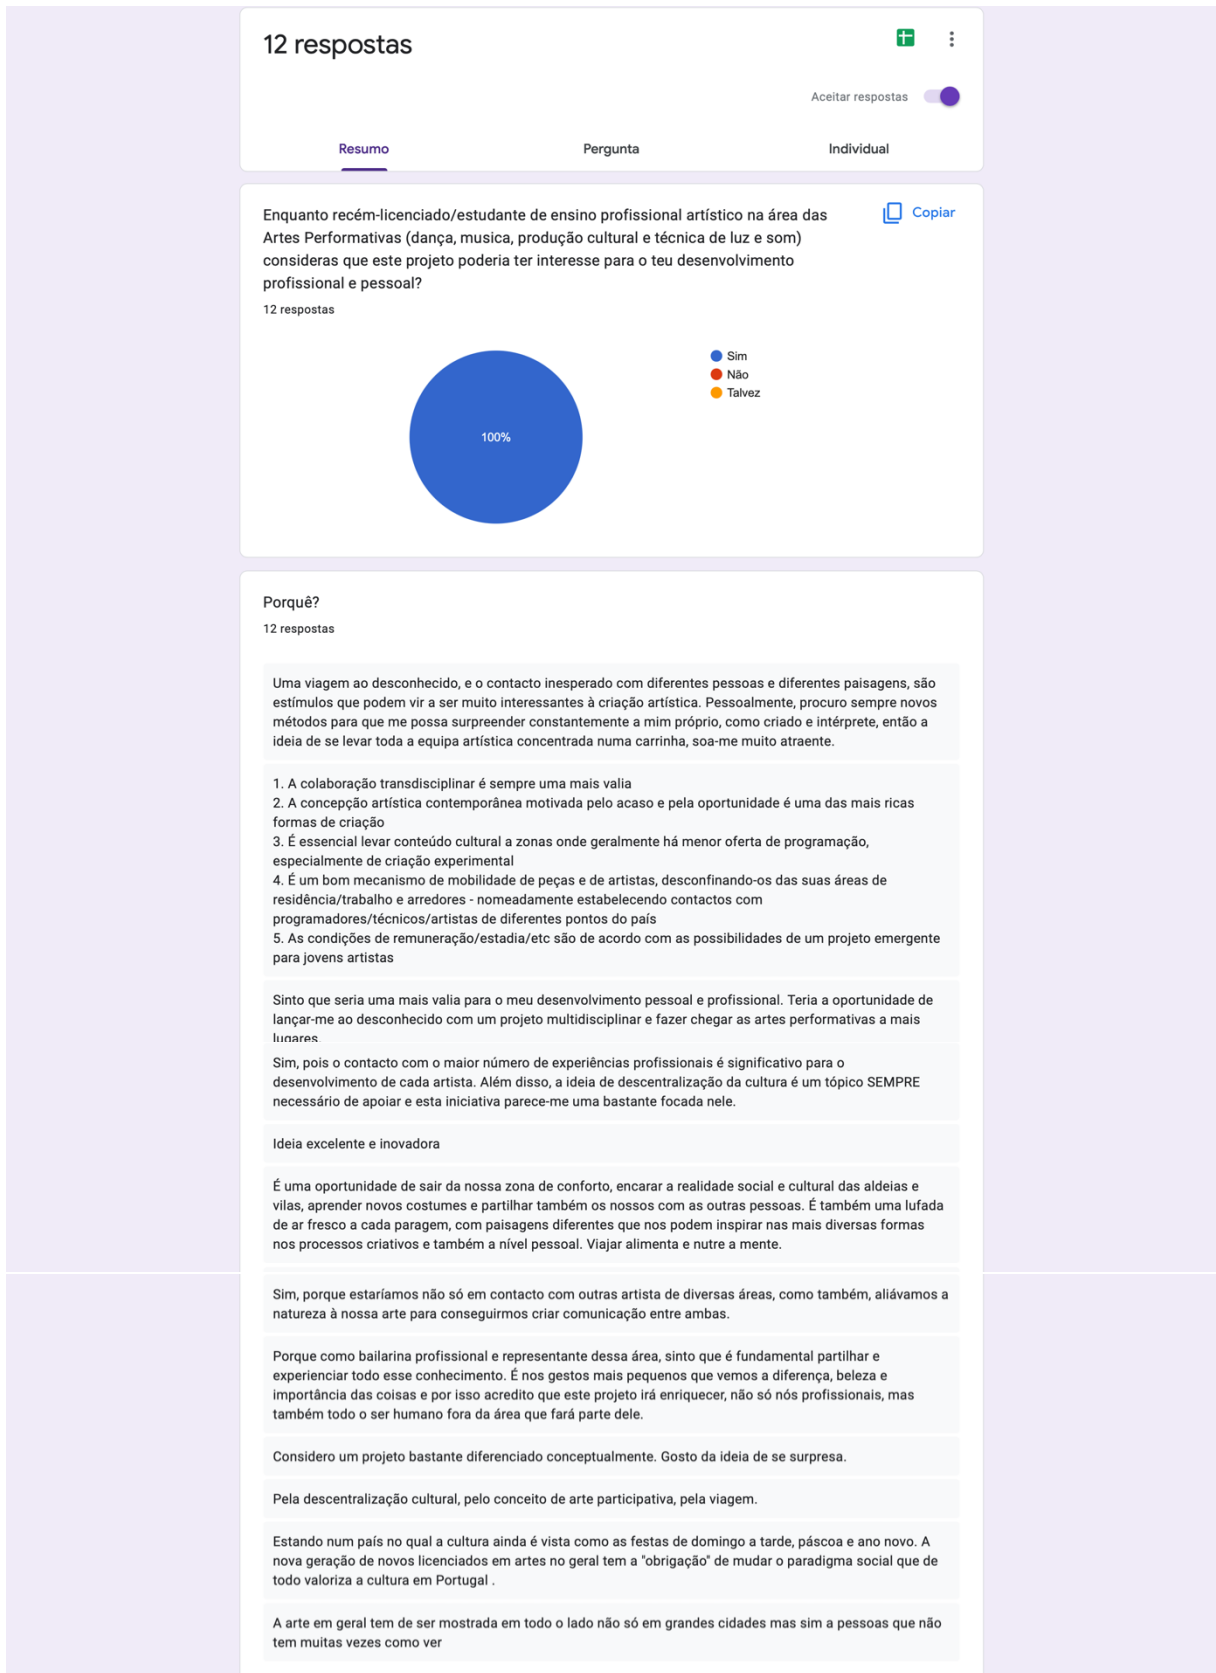 12 respostas
Aceitar respostas
Resumo
Pergunta
Individual
Enquanto recém-licenciado/estudante de ensino profissional artístico na área das
Artes Performativas (dança, musica, produção cultural e técnica de luz e som)
consideras que este projeto poderia ter interesse para o teu desenvolvimento
profissional e pessoal?
Copiar
12 respostas
100%
Sim
Não
Talvez
Porquê?
12 respostas
Uma viagem ao desconhecido, e o contacto inesperado com diferentes pessoas e diferentes paisagens, são
estímulos que podem vir a ser muito interessantes à criação artística. Pessoalmente, procuro sempre novos
métodos para que me possa surpreender constantemente a mim próprio, como criado e intérprete, então a
ideia de se levar toda a equipa artística concentrada numa carrinha, soa-me muito atraente.
1. A colaboração transdisciplinar é sempre uma mais valia
2. A concepção artística contemporânea motivada pelo acaso e pela oportunidade é uma das mais ricas
formas de criação
3. É essencial levar conteúdo cultural a zonas onde geralmente há menor oferta de programação,
especialmente de criação experimental
4. É um bom mecanismo de mobilidade de peças e de artistas, desconfinando-os das suas áreas de
residência/trabalho e arredores - nomeadamente estabelecendo contactos com
programadores/técnicos/artistas de diferentes pontos do país
5. As condições de remuneração/estadia/etc são de acordo com as possibilidades de um projeto emergente
para jovens artistas
Sinto que seria uma mais valia para o meu desenvolvimento pessoal e profissional. Teria a oportunidade de
lançar-me ao desconhecido com um projeto multidisciplinar e fazer chegar as artes performativas a mais
lugares.
Sim, pois o contacto com o maior número de experiências profissionais é significativo para o
desenvolvimento de cada artista. Além disso, a ideia de descentralização da cultura é um tópico SEMPRE
necessário de apoiar e esta iniciativa parece-me uma bastante focada nele.
Ideia excelente e inovadora
É uma oportunidade de sair da nossa zona de conforto, encarar a realidade social e cultural das aldeias e
vilas, aprender novos costumes e partilhar também os nossos com as outras pessoas. É também uma lufada
de ar fresco a cada paragem, com paisagens diferentes que nos podem inspirar nas mais diversas formas
nos processos criativos e também a nível pessoal. Viajar alimenta e nutre a mente.
Sim, porque estaríamos não só em contacto com outras artista de diversas áreas, como também, aliávamos a
natureza à nossa arte para conseguirmos criar comunicação entre ambas.
Porque como bailarina profissional e representante dessa área, sinto que é fundamental partilhar e
experienciar todo esse conhecimento. É nos gestos mais pequenos que vemos a diferença, beleza e
importância das coisas e por isso acredito que este projeto irá enriquecer, não só nós profissionais, mas
também todo o ser humano fora da área que fará parte dele.
Considero um projeto bastante diferenciado conceptualmente. Gosto da ideia de se surpresa.
Pela descentralização cultural, pelo conceito de arte participativa, pela viagem.
Estando num país no qual a cultura ainda é vista como as festas de domingo a tarde, páscoa e ano novo. A
nova geração de novos licenciados em artes no geral tem a "obrigação" de mudar o paradigma social que de
todo valoriza a cultura em Portugal .
A arte em geral tem de ser mostrada em todo o lado não só em grandes cidades mas sim a pessoas que não
tem muitas vezes como ver